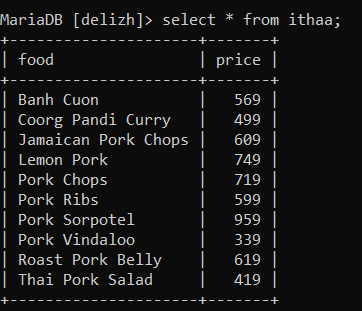 MariaDB [delizh]> select * from ithaa;
+--------------------+-------+
| food               | price |
+--------------------+-------+
| Banh Cuon          |   569 |
| Coorg Pandi Curry  |   499 |
| Jamaican Pork Chops |   609 |
| Lemon Pork         |   749 |
| Pork Chops         |   719 |
| Pork Ribs          |   599 |
| Pork Sorpotel      |   959 |
| Pork Vindaloo      |   339 |
| Roast Pork Belly   |   619 |
| Thai Pork Salad    |   419 |
+--------------------+-------+